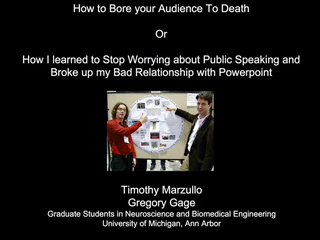 How to Bore your Audience To Death
Or
How I learned to Stop Worrying about Public Speaking and
Broke up my Bad Relationship with Powerpoint
Timothy Marzullo
Gregory Gage
Graduate Students in Neuroscience and Biomedical Engineering
University of Michigan, Ann Arbor